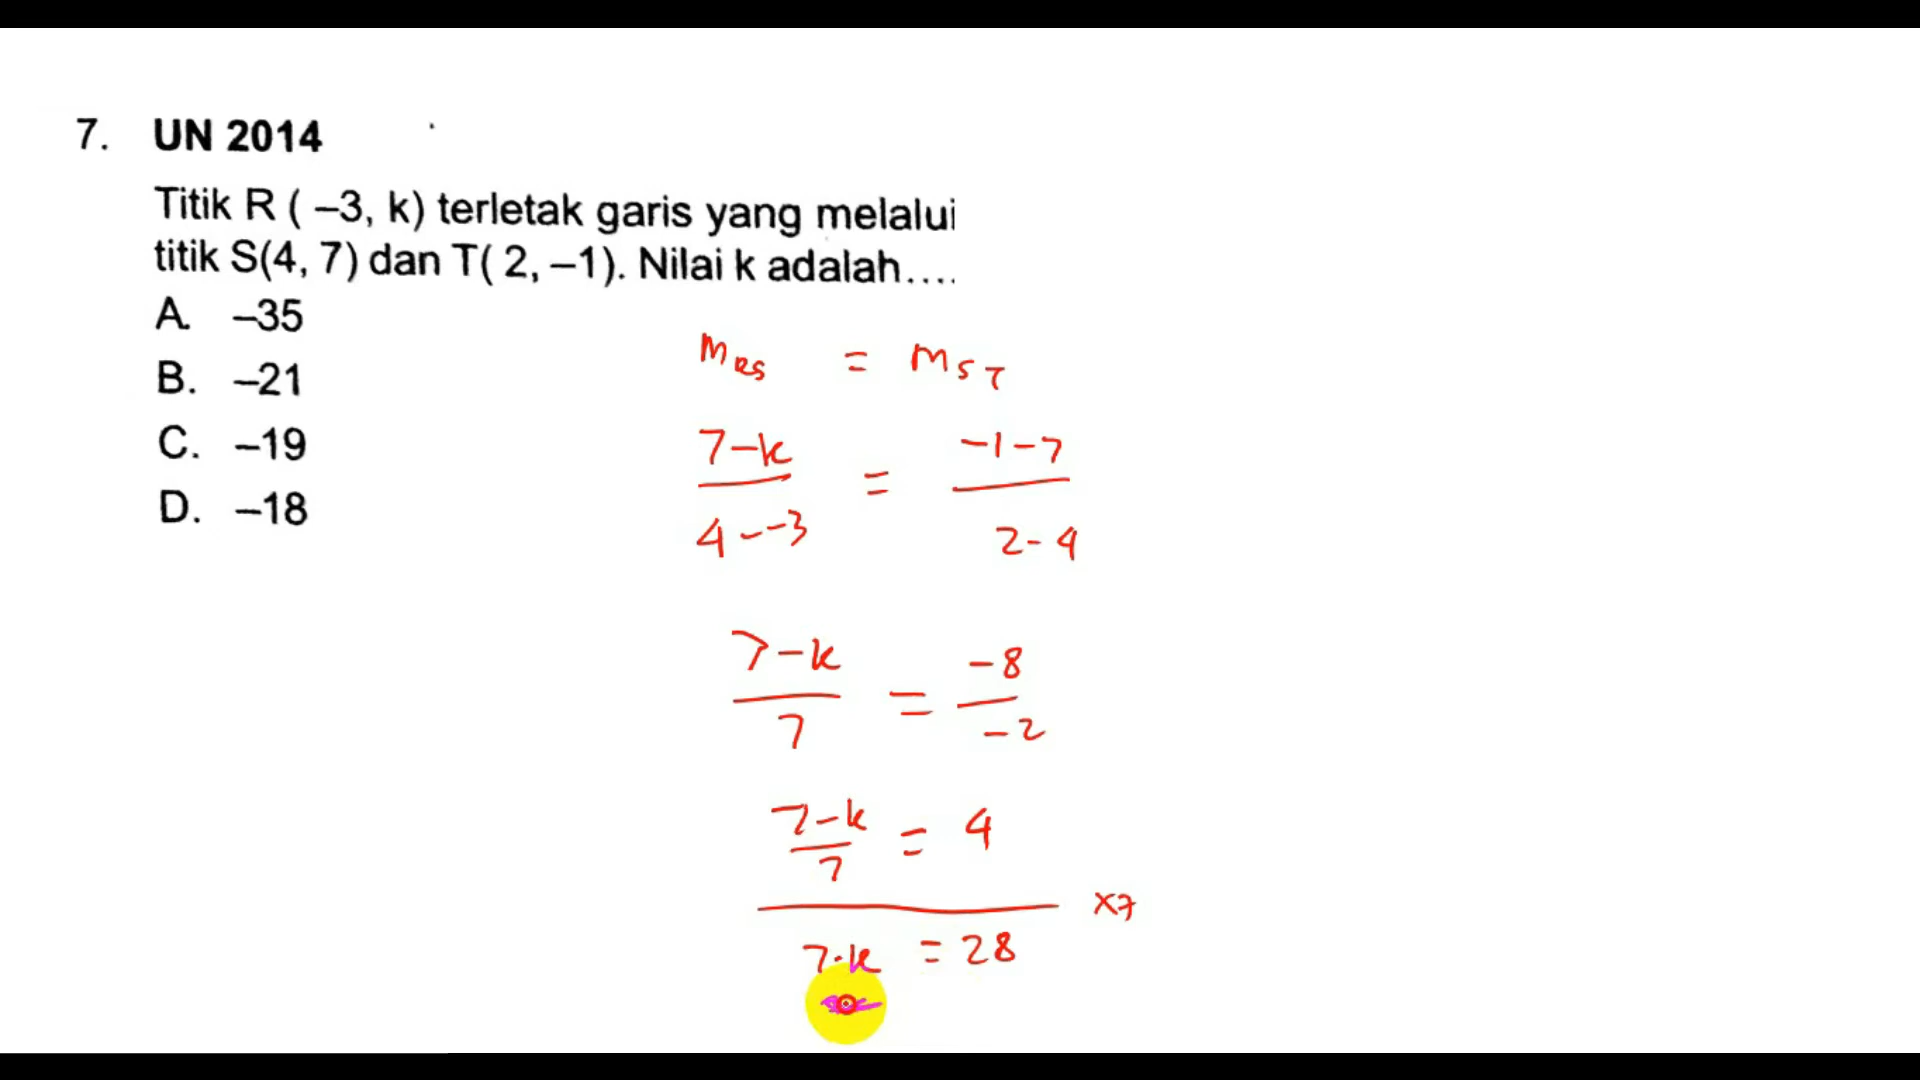 7. UN 2014
Titik R ( –3, k) terletak garis yang melalui
titik S(4, 7) dan T( 2, –1). Nilai k adalah....
A. –35
B. –21
C. –19
D. –18
m RS = m ST
7-k / 4--3 = -1-7 / 2-4
7-k / 7 = -8 / -2
7-k / 7 = 4
x7
7-k = 28